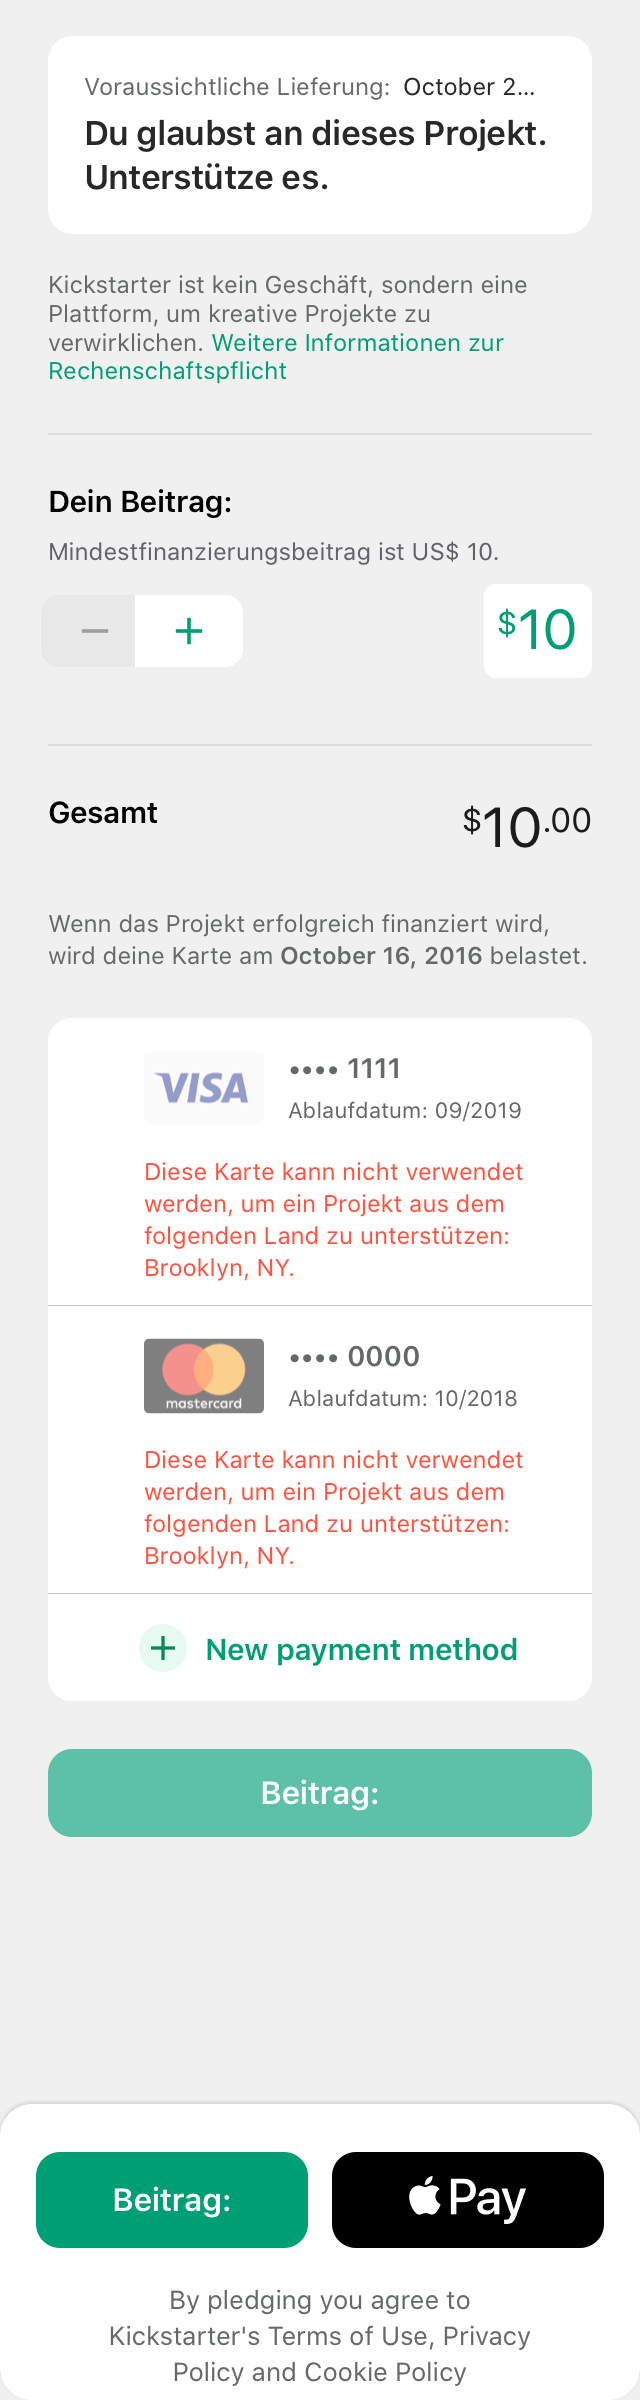 Voraussichtliche Lieferung: October 2...
Du glaubst an dieses Projekt.
Unterstütze es.
Kickstarter ist kein Geschäft, sondern eine
Plattform, um kreative Projekte zu
verwirklichen. Weitere Informationen zur
Rechenschaftspflicht
Dein Beitrag:
Mindestfinanzierungsbeitrag ist US$ 10.
− + $10
Gesamt $10.00
Wenn das Projekt erfolgreich finanziert wird,
wird deine Karte am October 16, 2016 belastet.
VISA •••• 1111
Ablaufdatum: 09/2019
Diese Karte kann nicht verwendet
werden, um ein Projekt aus dem
folgenden Land zu unterstützen:
Brooklyn, NY.
•••• 0000
mastercard Ablaufdatum: 10/2018
Diese Karte kann nicht verwendet
werden, um ein Projekt aus dem
folgenden Land zu unterstützen:
Brooklyn, NY.
+ New payment method
Beitrag:
Beitrag: Pay
By pledging you agree to
Kickstarter's Terms of Use, Privacy
Policy and Cookie Policy